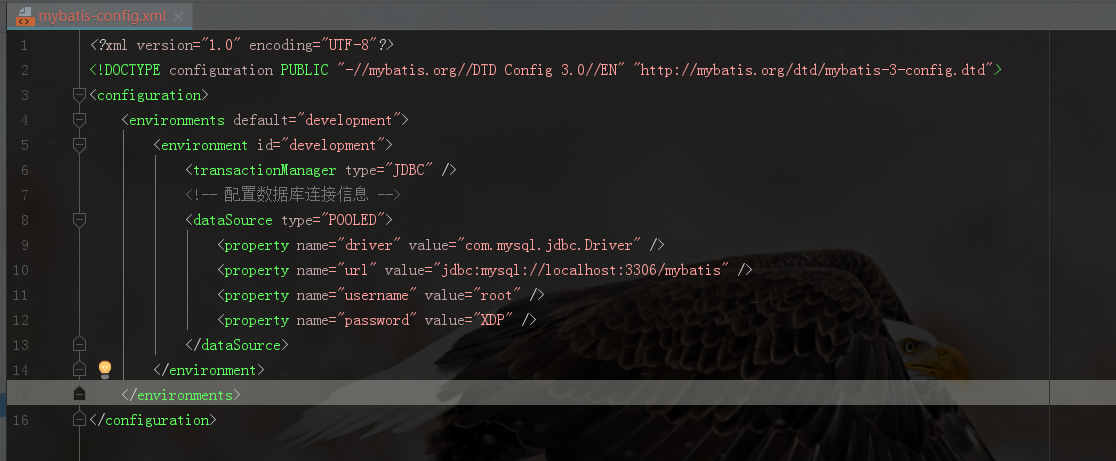 mybatis-config.xml
1 <?xml version="1.0" encoding="UTF-8"?>
2 <!DOCTYPE configuration PUBLIC "-//mybatis.org//DTD Config 3.0//EN" "http://mybatis.org/dtd/mybatis-3-config.dtd">
3 <configuration>
4 <environments default="development">
5 <environment id="development">
6 <transactionManager type="JDBC" />
7 <!-- 配置数据库连接信息 -->
8 <dataSource type="POOLED">
9 <property name="driver" value="com.mysql.jdbc.Driver" />
10 <property name="url" value="jdbc:mysql://localhost:3306/mybatis" />
11 <property name="username" value="root" />
12 <property name="password" value="XDP" />
13 </dataSource>
14 </environment>
15 </environments>
16 </configuration>